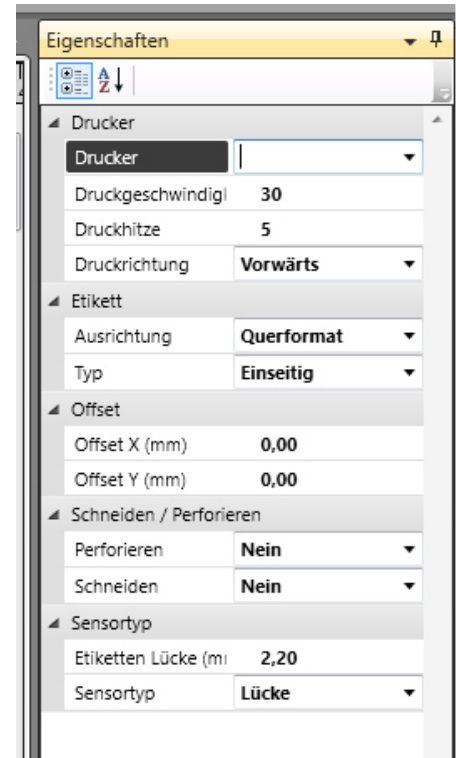 Eigenschaften
A
Z
Drucker
Drucker
Druckgeschwindigl 30
Druckhitze 5
Druckrichtung Vorwärts
Etikett
Ausrichtung Querformat
Typ Einseitig
Offset
Offset X (mm) 0,00
Offset Y (mm) 0,00
Schneiden / Perforieren
Perforieren Nein
Schneiden Nein
Sensortyp
Etiketten Lücke (mı 2,20
Sensortyp Lücke